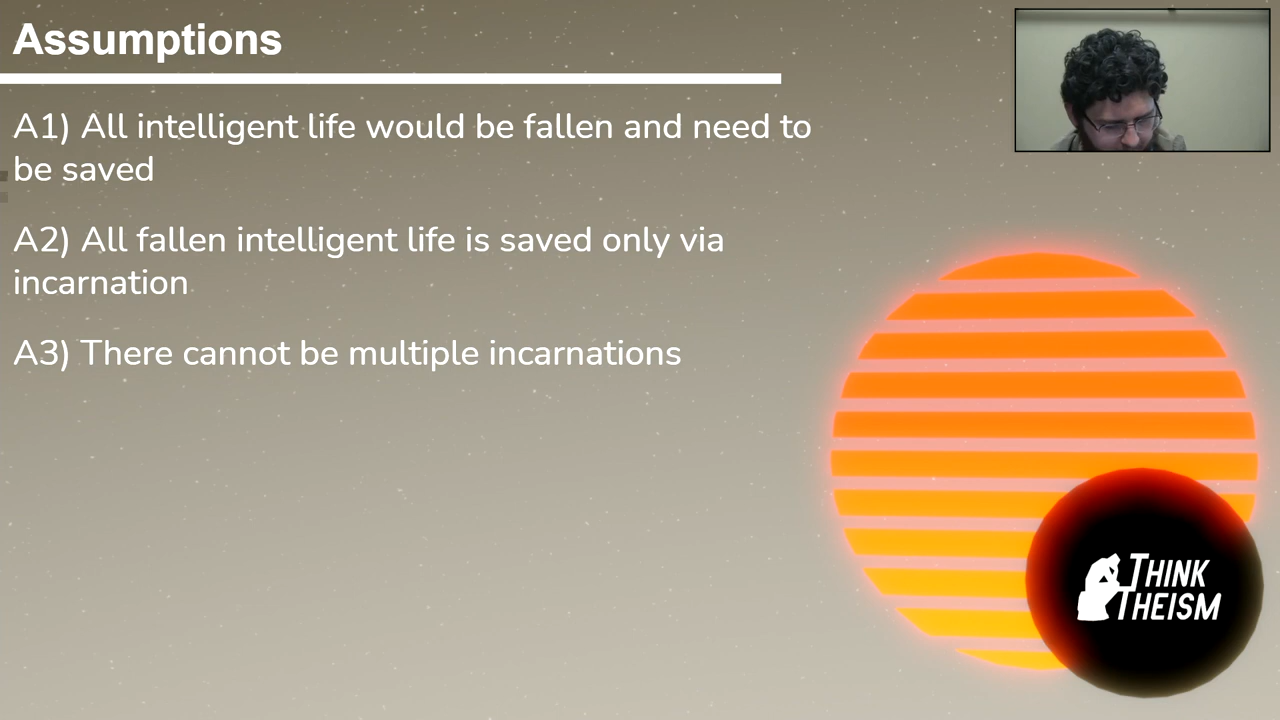 Assumptions
A1) All intelligent life would be fallen and need to
be saved
A2) All fallen intelligent life is saved only via
incarnation
A3) There cannot be multiple incarnations
THINK
THEISM